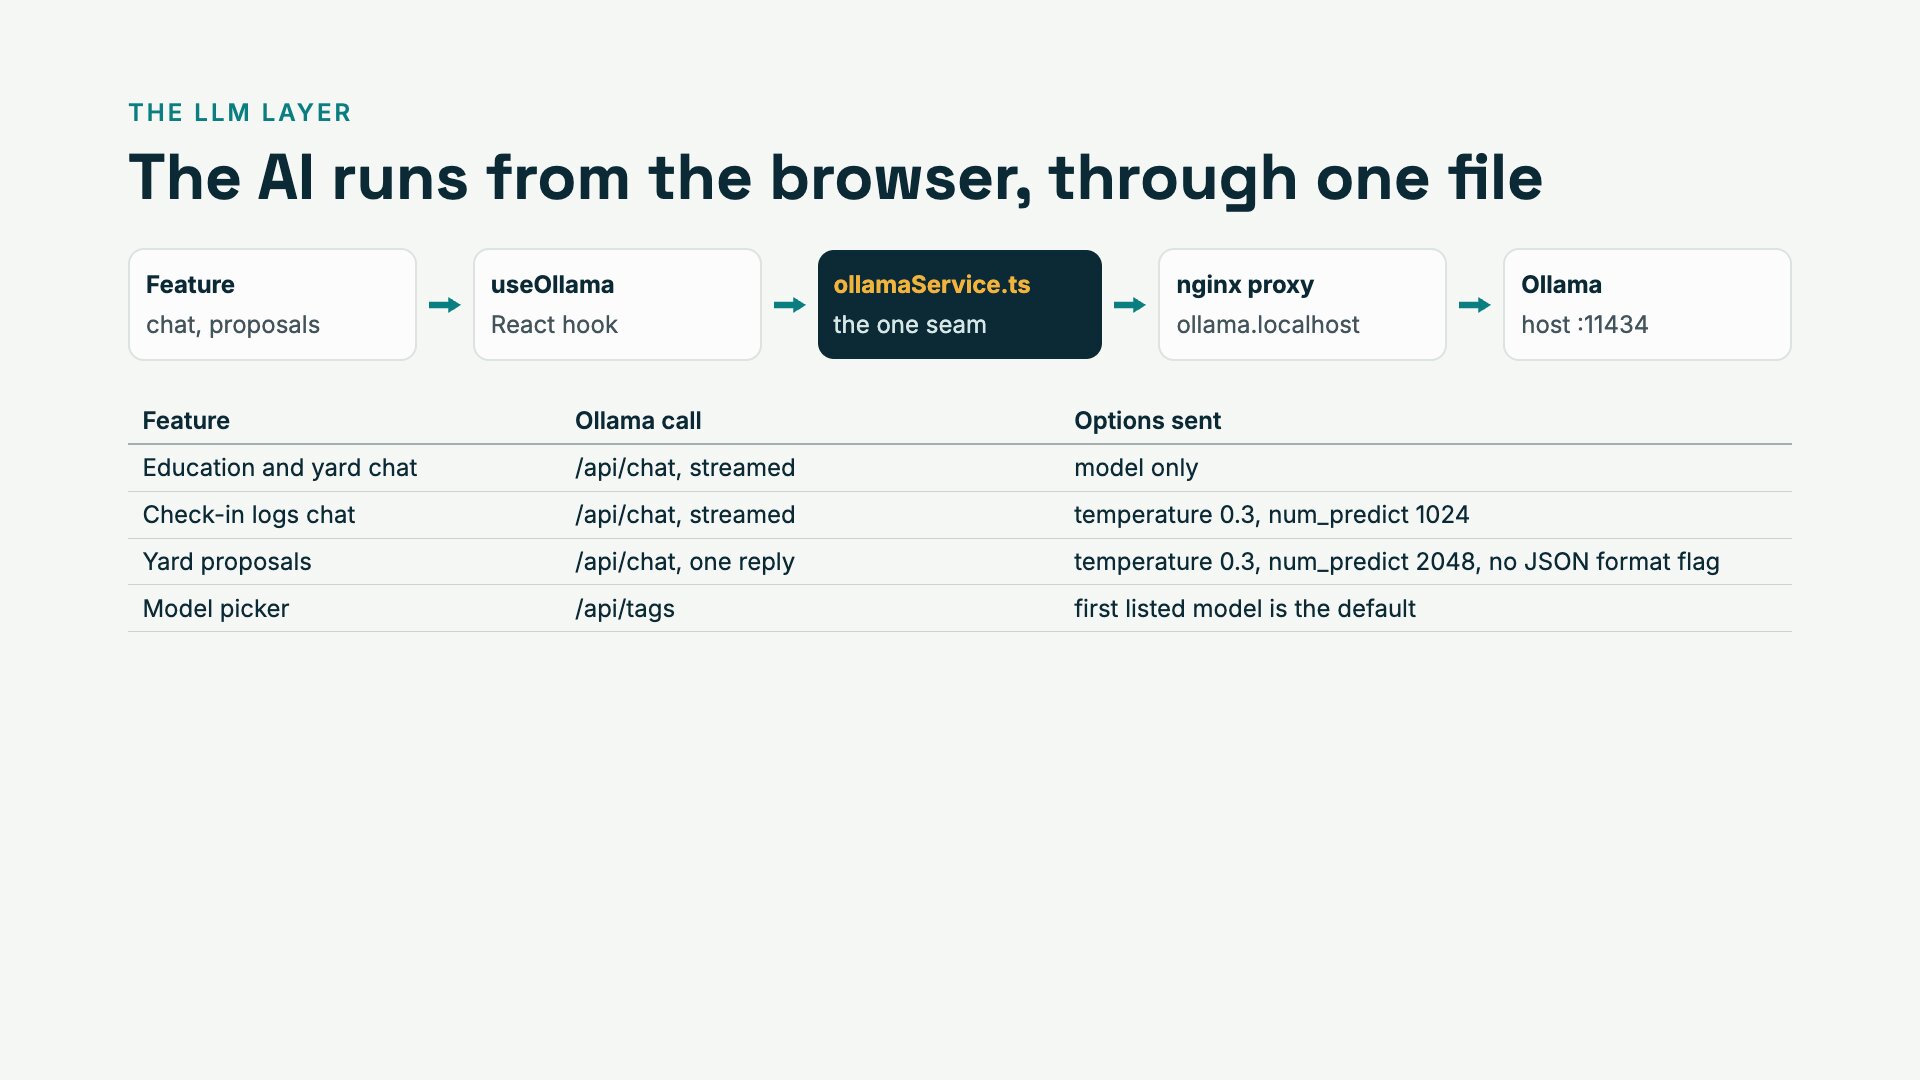 THE LLM LAYER
The AI runs from the browser, through one file
Feature
chat, proposals
useOllama
React hook
ollamaService.ts
the one seam
nginx proxy
ollama.localhost
Ollama
host :11434
Feature Ollama call Options sent
Education and yard chat /api/chat, streamed model only
Check-in logs chat /api/chat, streamed temperature 0.3, num_predict 1024
Yard proposals /api/chat, one reply temperature 0.3, num_predict 2048, no JSON format flag
Model picker /api/tags first listed model is the default